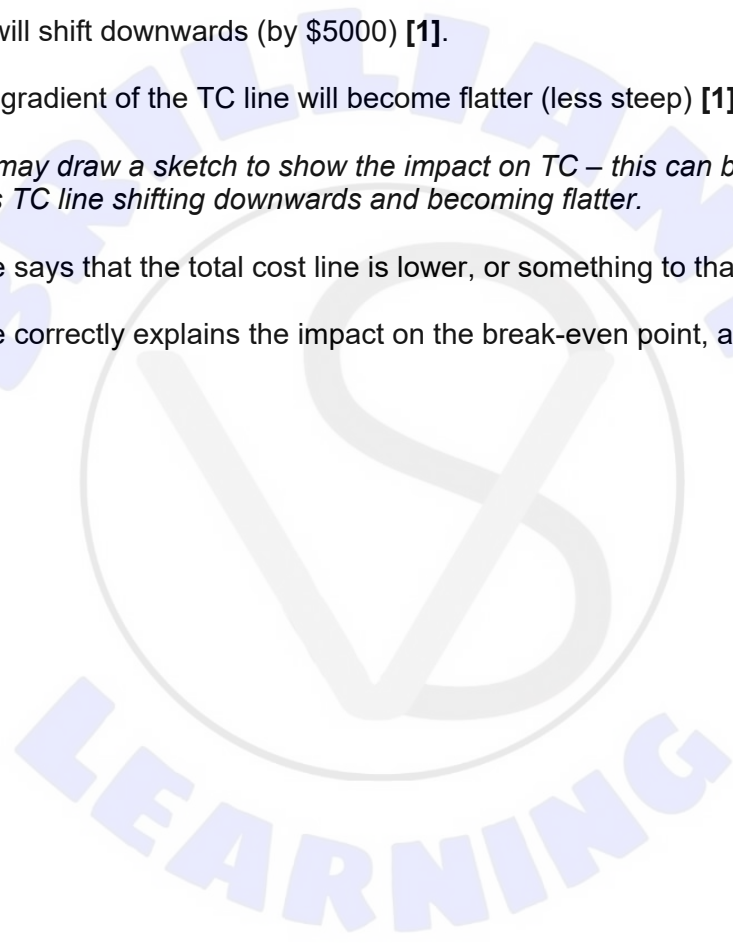 will shift downwards (by $5000) [1].
gradient of the TC line will become flatter (less steep) [1]
may draw a sketch to show the impact on TC – this can b
s TC line shifting downwards and becoming flatter.
e says that the total cost line is lower, or something to tha
e correctly explains the impact on the break-even point, a
BRILLIANT
VS
LEARNING